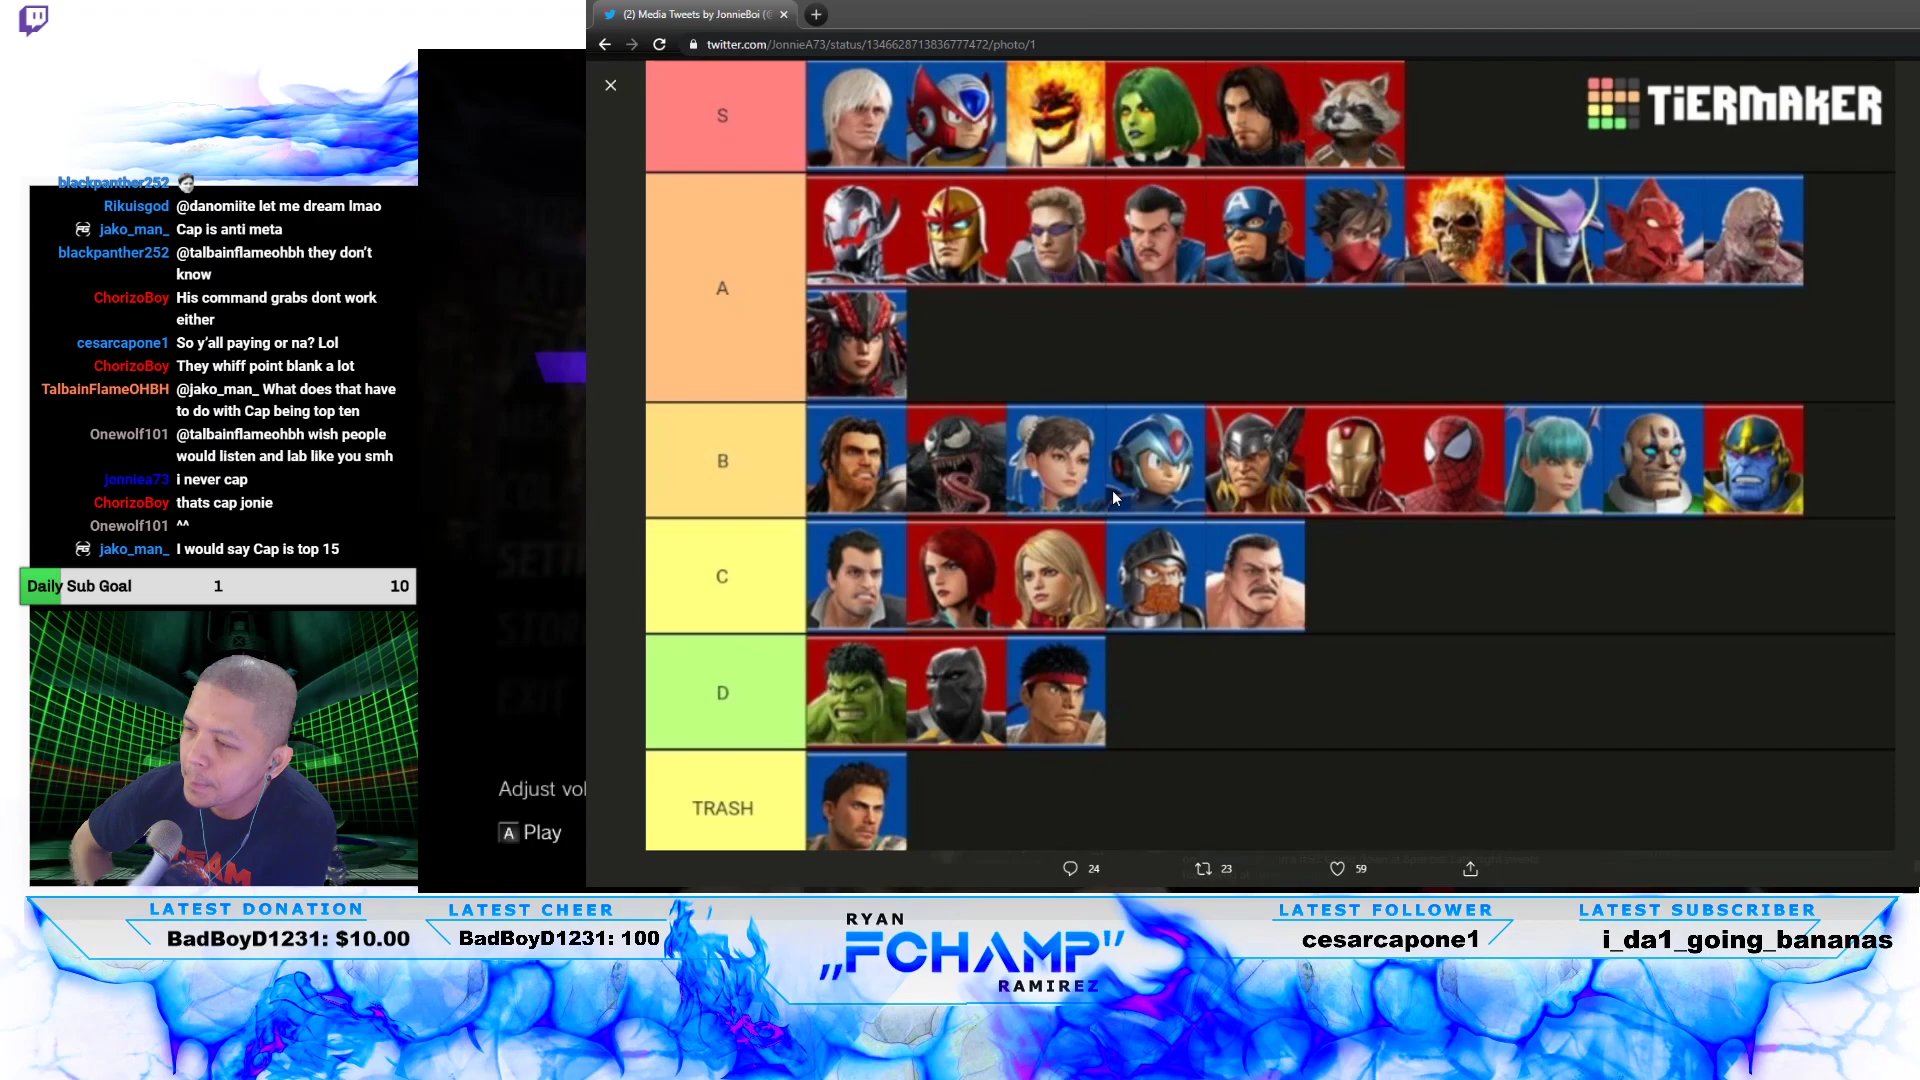 (2) Media Tweets by JonnieBoi (
twitter.com/JonnieA73/status/1346628713836777472/photo/1
TiERMAKER
S
A
B
C
D
TRASH
24
23
59
blackpanther252
Rikuisgod @danomiite let me dream lmao
jako_man_ Cap is anti meta
blackpanther252 @talbainflameohbh they don't
know
ChorizoBoy His command grabs dont work
either
cesarcapone1 So y'all paying or na? Lol
ChorizoBoy They whiff point blank a lot
TalbainFlameOHBH @jako_man_ What does that have
to do with Cap being top ten
Onewolf101 @talbainflameohbh wish people
would listen and lab like you smh
jonniea73 i never cap
ChorizoBoy thats cap jonie
Onewolf101 ^^
jako_man_ I would say Cap is top 15
Daily Sub Goal 1 10
TEAM
SETTI
STOR
EXIT
Adjust vol
A Play
LATEST DONATION
BadBoyD1231: $10.00
LATEST CHEER
BadBoyD1231: 100
RYAN
„FCHAMP"
RAMIREZ
LATEST FOLLOWER
cesarcapone1
LATEST SUBSCRIBER
i_da1_going_bananas